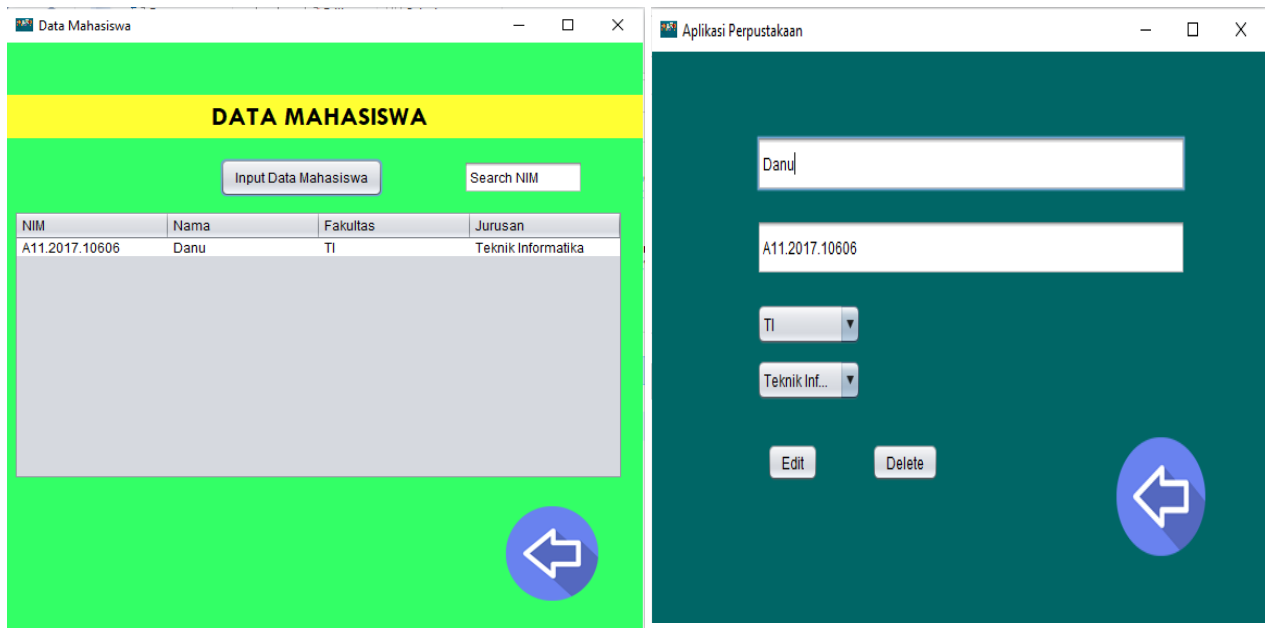 Data Mahasiswa
DATA MAHASISWA
Input Data Mahasiswa
Search NIM
NIM Nama Fakultas Jurusan
A11.2017.10606 Danu TI Teknik Informatika
Aplikasi Perpustakaan
Danu
A11.2017.10606
TI
Teknik Inf...
Edit Delete